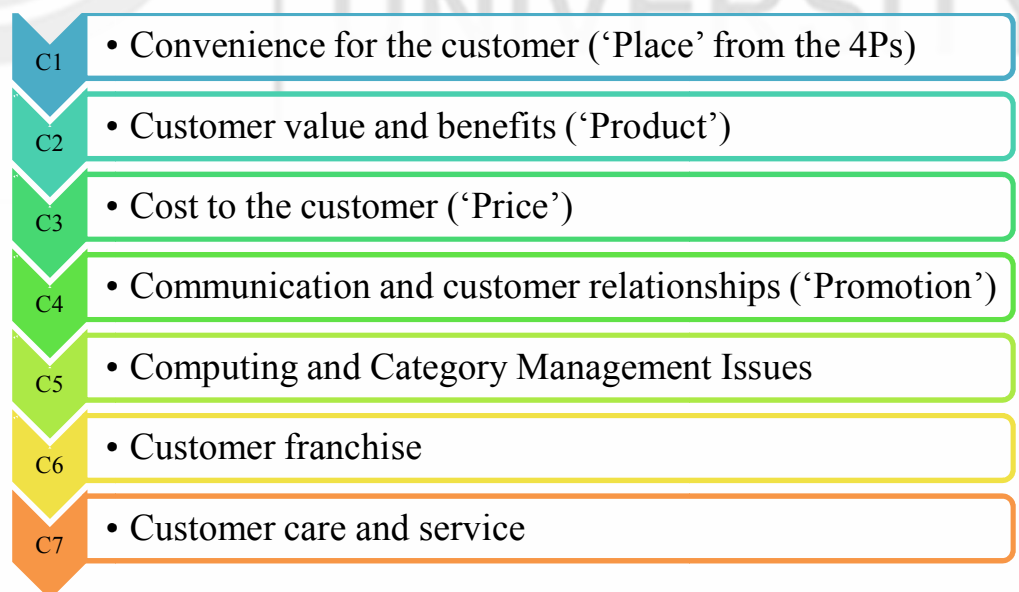 UNIVERSITY
C1
• Convenience for the customer (‘Place’ from the 4Ps)
C2
• Customer value and benefits (‘Product’)
C3
• Cost to the customer (‘Price’)
C4
• Communication and customer relationships (‘Promotion’)
C5
• Computing and Category Management Issues
C6
• Customer franchise
C7
• Customer care and service